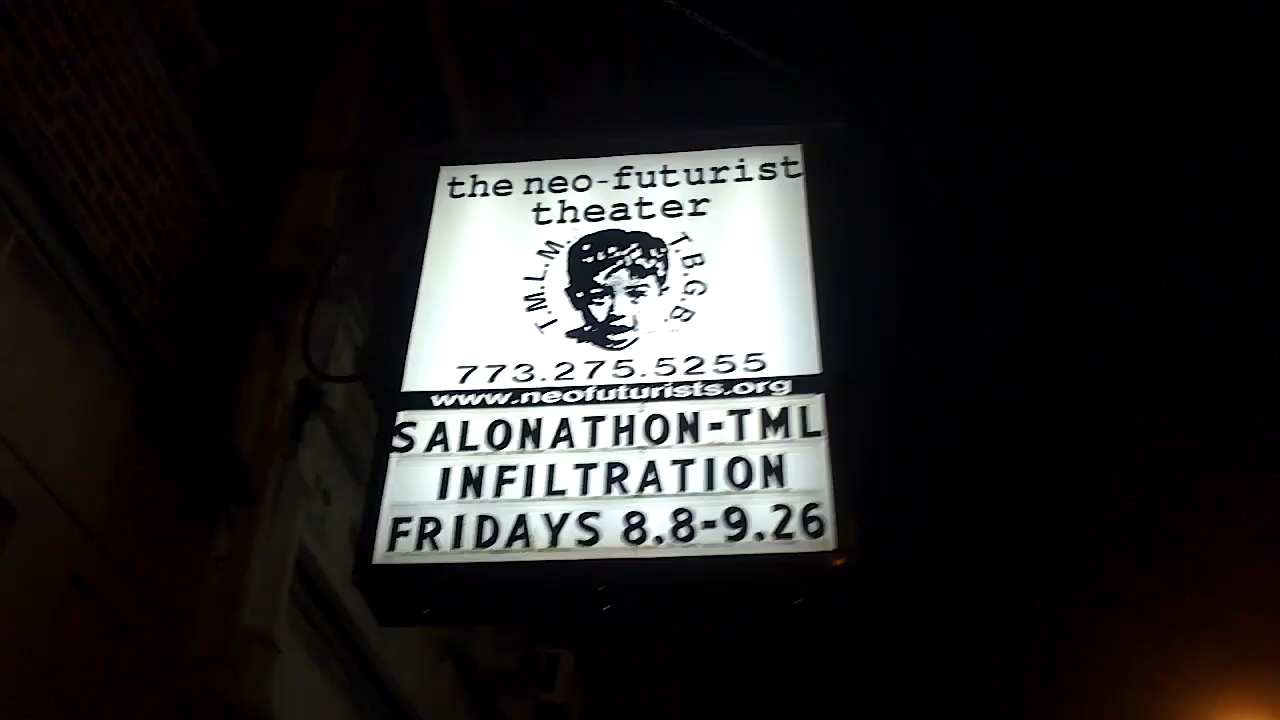 the neo-futurist
theater
T.M.L.M.
T.B.G.B.
773.275.5255
www.neofuturists.org
SALONATHON-TML
INFILTRATION
FRIDAYS 8.8-9.26